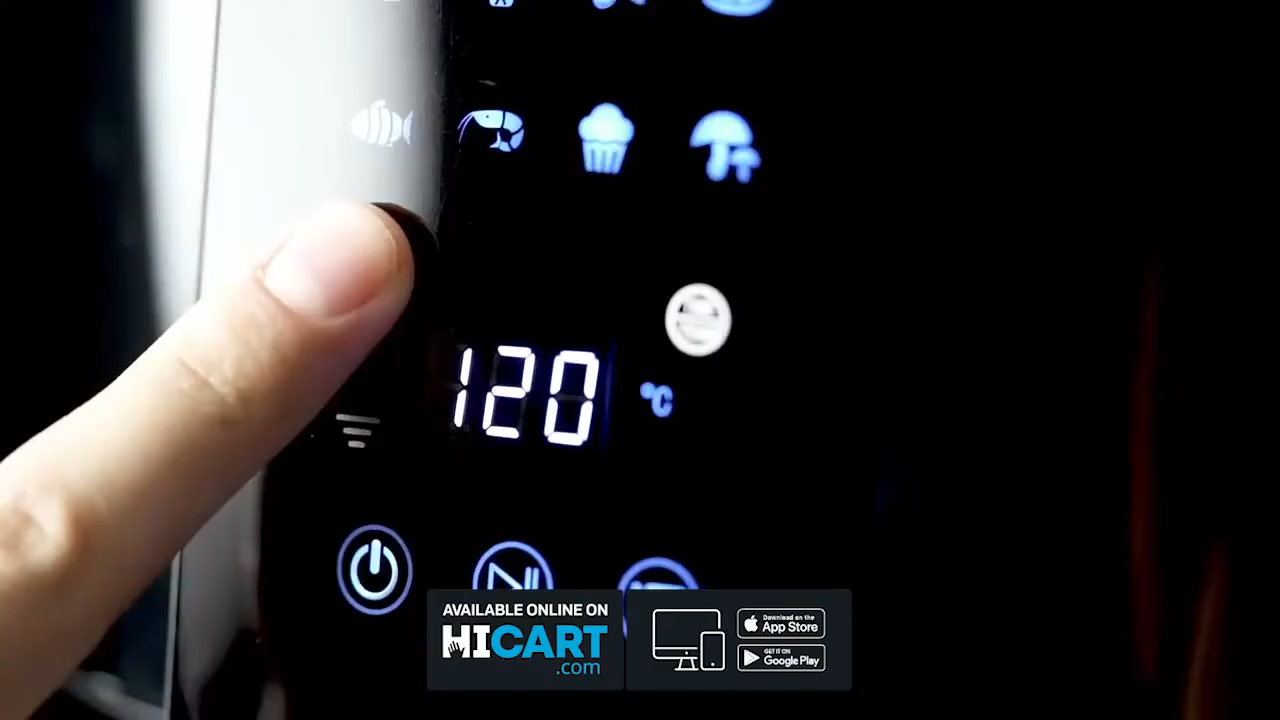 120 °C
AVAILABLE ONLINE ON
HICART
.com
Download on the
App Store
GET IT ON
Google Play